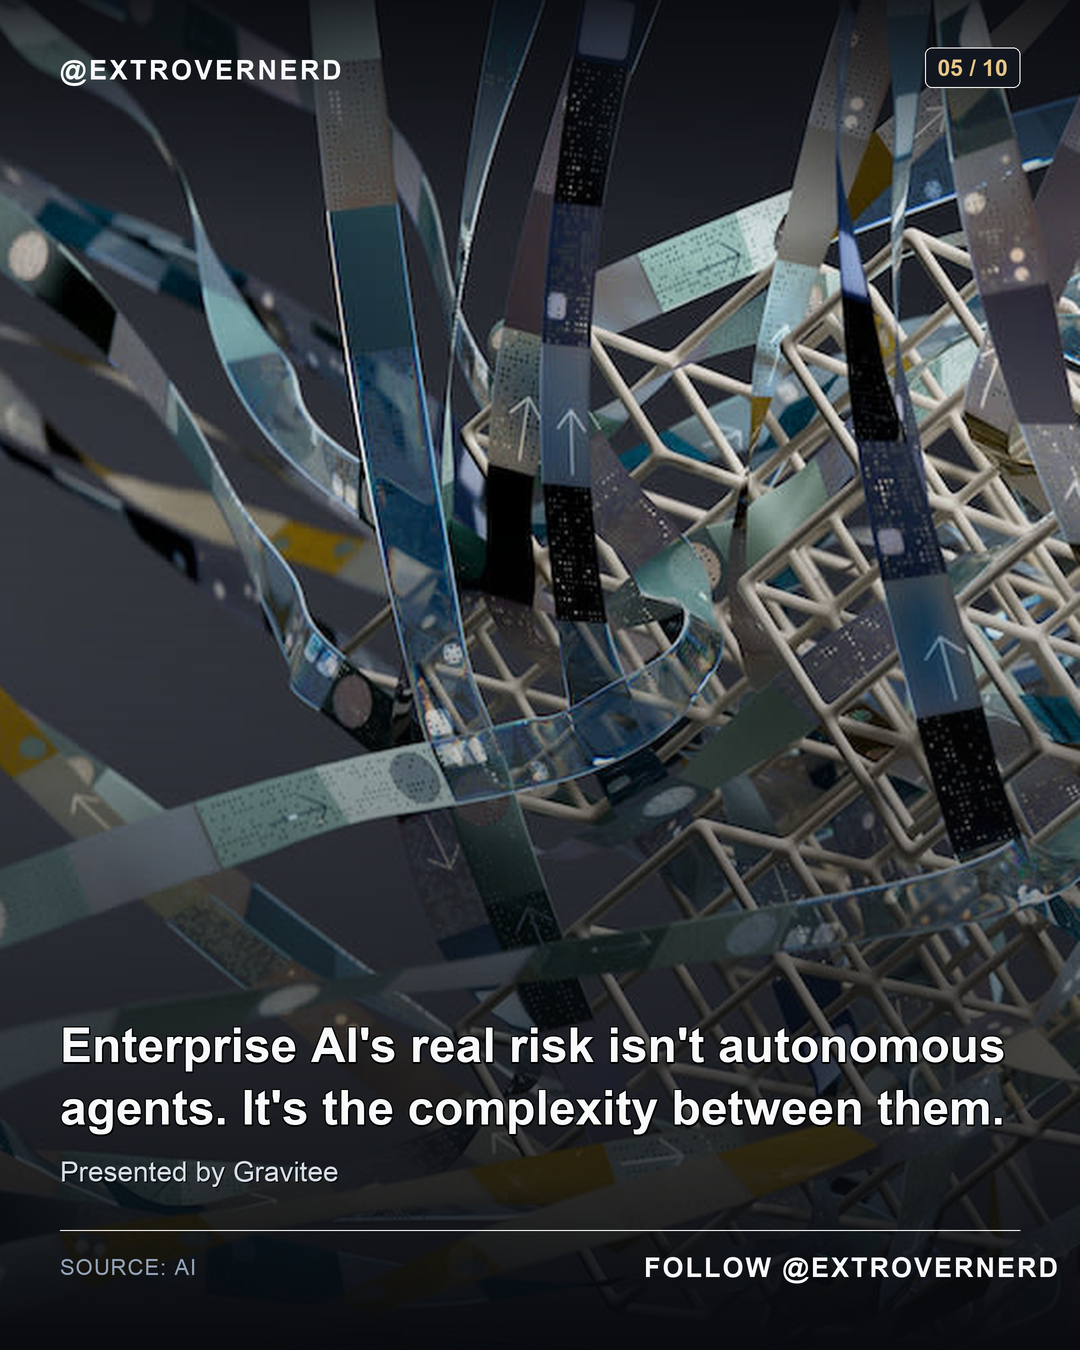 @EXTROVERNERD
05 / 10
Enterprise AI's real risk isn't autonomous
agents. It's the complexity between them.
Presented by Gravitee
SOURCE: AI
FOLLOW @EXTROVERNERD